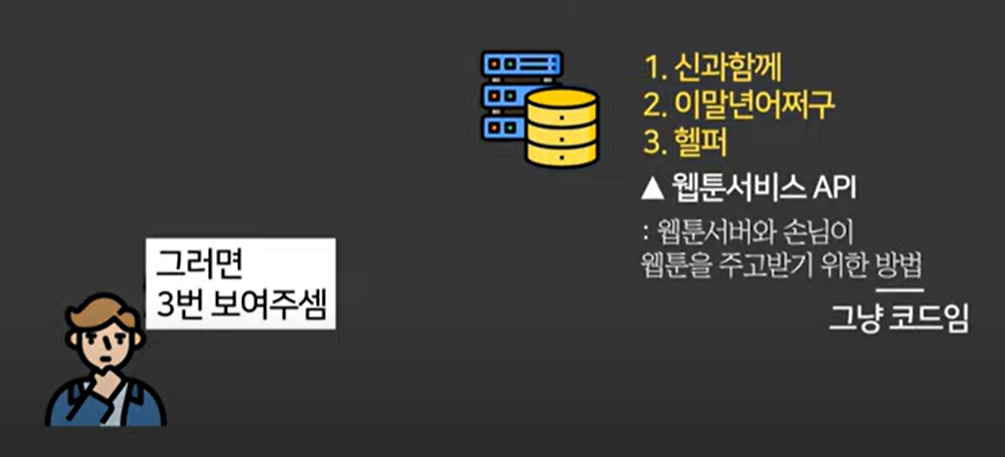 1. 신과함께
2. 이말년어쩌구
3. 헬퍼
▲ 웹툰서비스 API
: 웹툰서버와 손님이
웹툰을 주고받기 위한 방법
그냥 코드임
그러면
3번 보여주셈